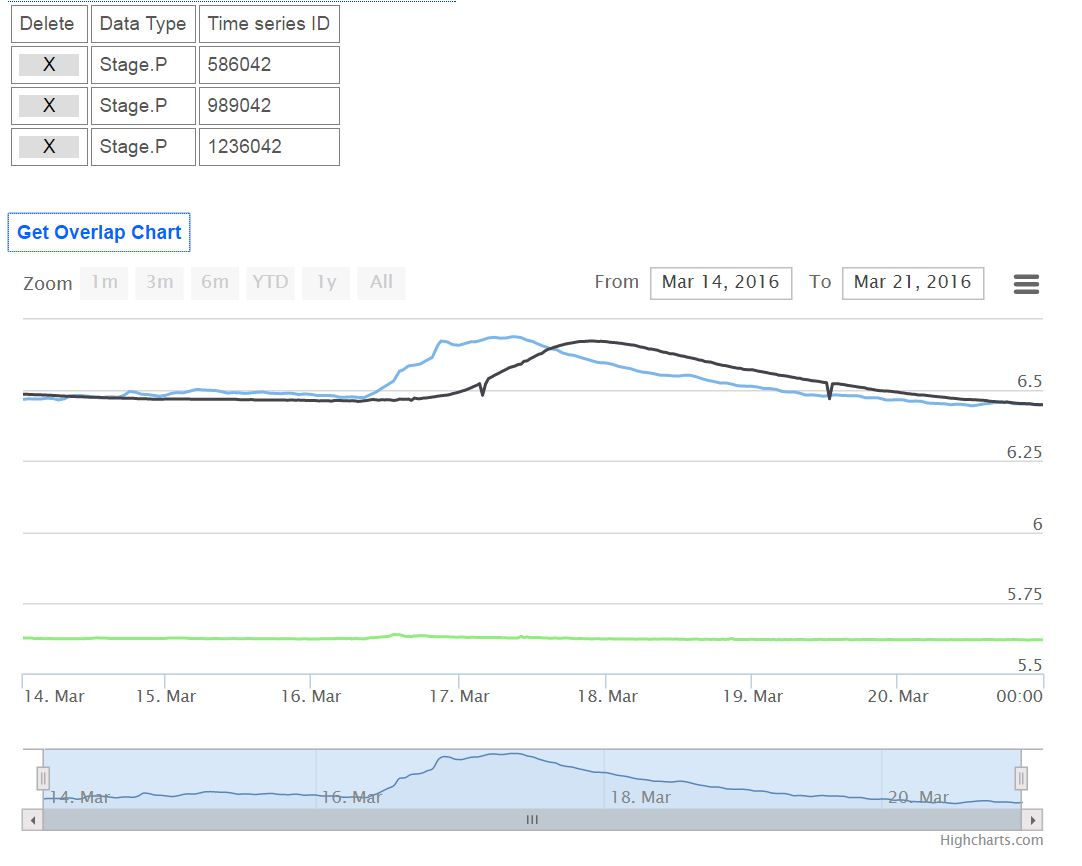 Delete Data Type Time series ID
X Stage.P 586042
X Stage.P 989042
X Stage.P 1236042
Get Overlap Chart
Zoom 1m 3m 6m YTD 1y All From Mar 14, 2016 To Mar 21, 2016
6.5
6.25
6
5.75
5.5
14. Mar 15. Mar 16. Mar 17. Mar 18. Mar 19. Mar 20. Mar 00:00
14. Mar 16. Mar 18. Mar 20. Mar
Highcharts.com